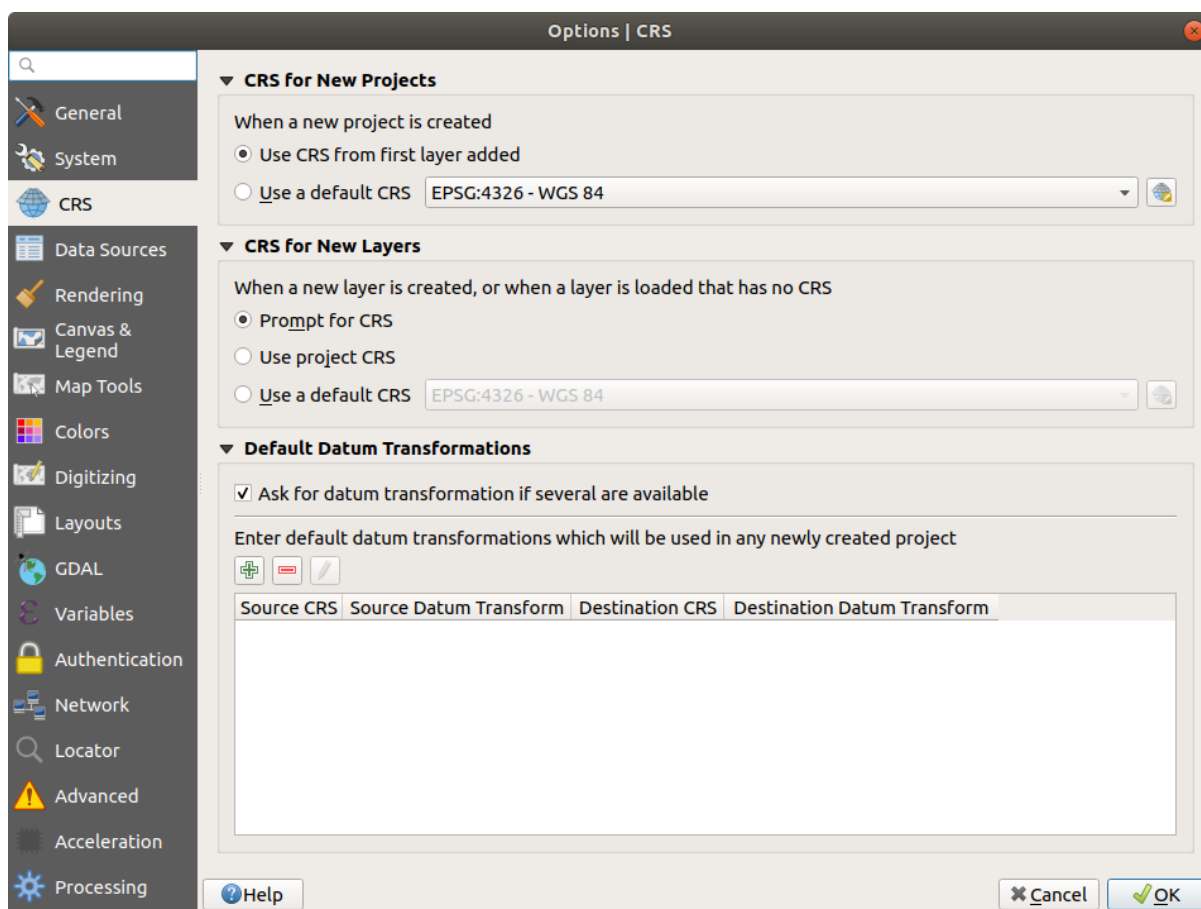 Options | CRS
General
System
CRS
Data Sources
Rendering
Canvas &
Legend
Map Tools
Colors
Digitizing
Layouts
GDAL
Variables
Authentication
Network
Locator
Advanced
Acceleration
Processing
CRS for New Projects
When a new project is created
Use CRS from first layer added
Use a default CRS EPSG:4326 - WGS 84
CRS for New Layers
When a new layer is created, or when a layer is loaded that has no CRS
Prompt for CRS
Use project CRS
Use a default CRS EPSG:4326 - WGS 84
Default Datum Transformations
Ask for datum transformation if several are available
Enter default datum transformations which will be used in any newly created project
Source CRS Source Datum Transform Destination CRS Destination Datum Transform
Help Cancel OK